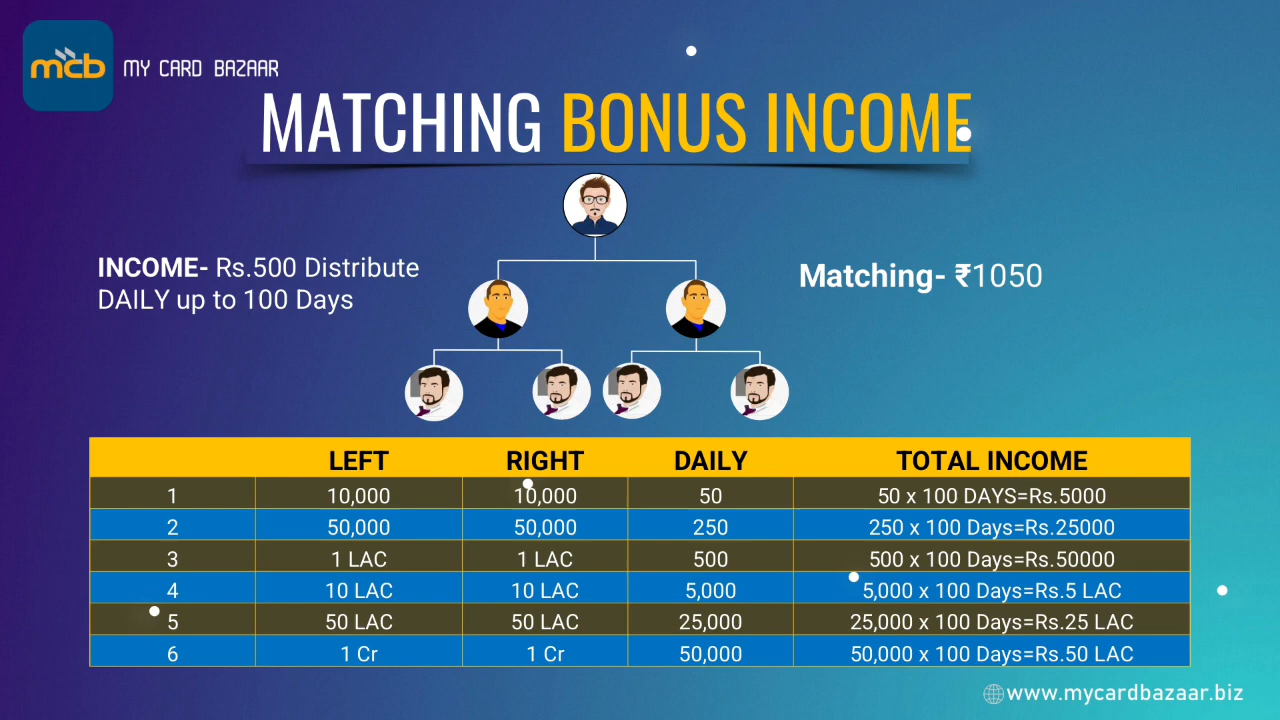 mcb MY CARD BAZAAR
MATCHING BONUS INCOME
INCOME- Rs.500 Distribute
DAILY up to 100 Days
Matching- ₹1050
LEFT RIGHT DAILY TOTAL INCOME
1 10,000 10,000 50 50 x 100 DAYS=Rs.5000
2 50,000 50,000 250 250 x 100 Days=Rs.25000
3 1 LAC 1 LAC 500 500 x 100 Days=Rs.50000
4 10 LAC 10 LAC 5,000 5,000 x 100 Days=Rs.5 LAC
5 50 LAC 50 LAC 25,000 25,000 x 100 Days=Rs.25 LAC
6 1 Cr 1 Cr 50,000 50,000 x 100 Days=Rs.50 LAC
www.mycardbazaar.biz